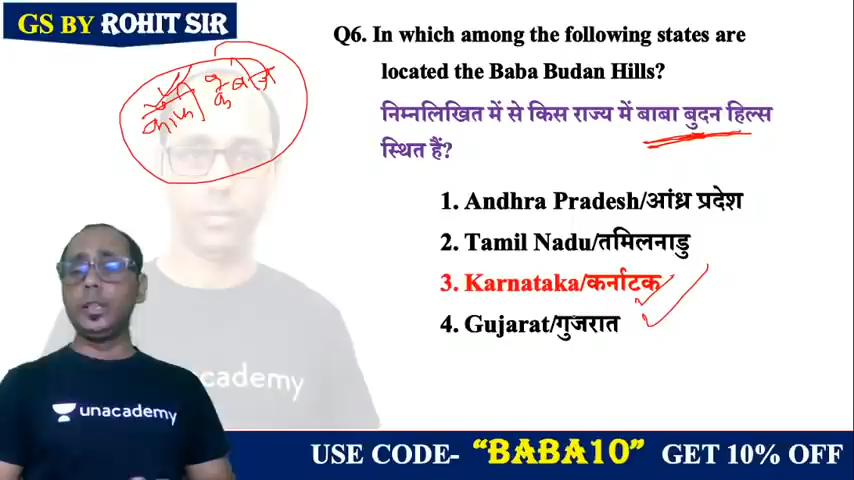 GS BY ROHIT SIR
कॉफी के बीज
Q6. In which among the following states are
located the Baba Budan Hills?
निम्नलिखित में से किस राज्य में बाबा बुदन हिल्स
स्थित हैं?
1. Andhra Pradesh/आंध्र प्रदेश
2. Tamil Nadu/तमिलनाडु
3. Karnataka/कर्नाटक
4. Gujarat/गुजरात
unacademy
cademy
USE CODE- “BABA10” GET 10% OFF